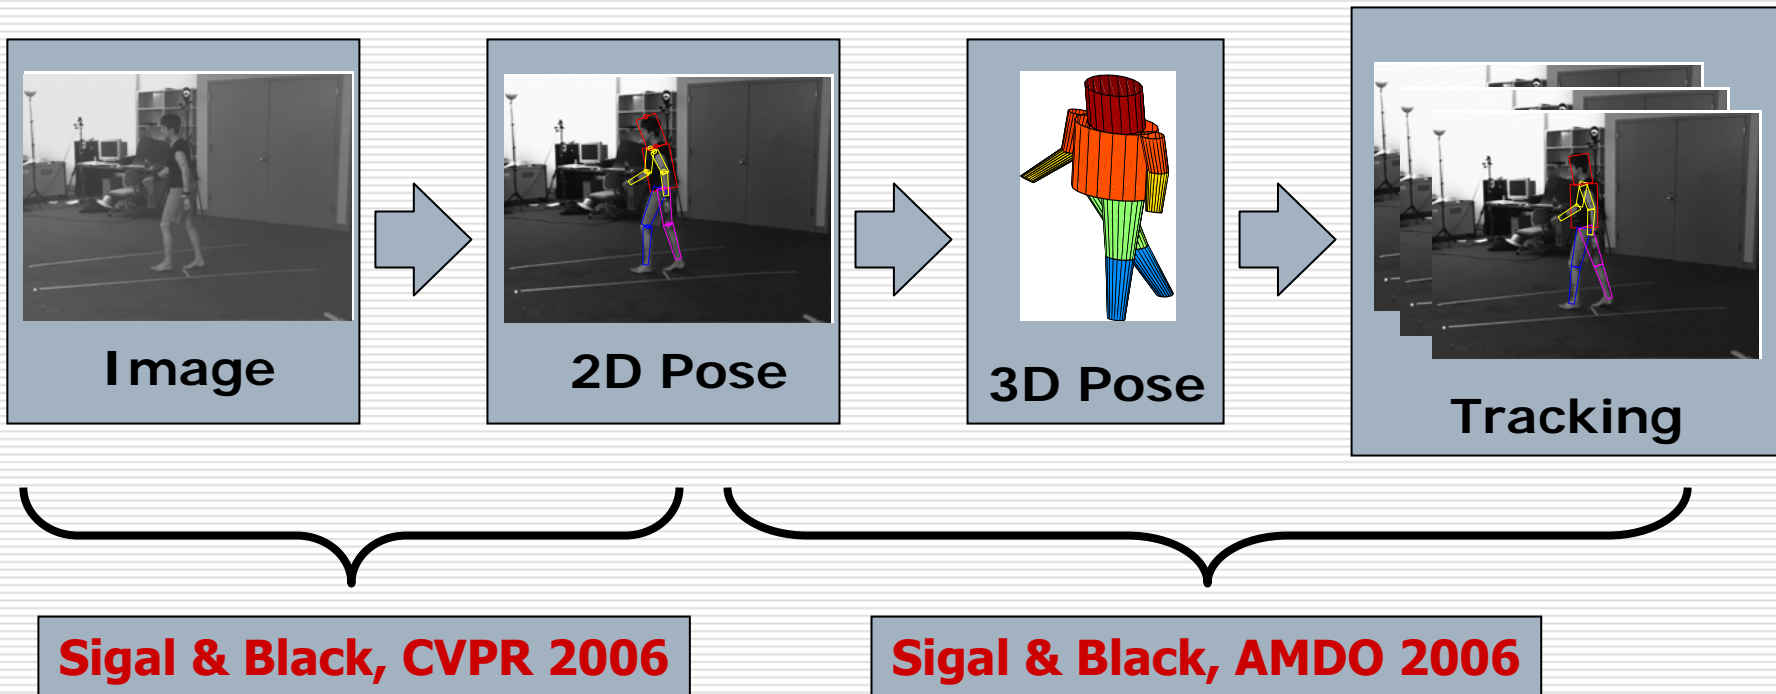 Image
2D Pose
3D Pose
Tracking
Sigal & Black, CVPR 2006
Sigal & Black, AMDO 2006